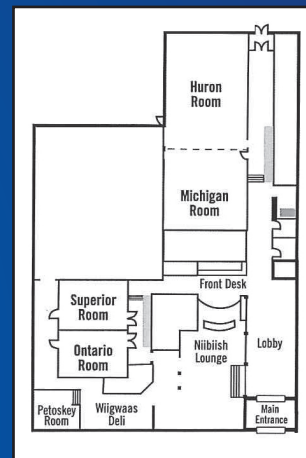 Huron
Room
Michigan
Room
Front Desk
Superior
Room
Ontario
Room
Niibiish
Lounge
Lobby
Petoskey
Room
Wiigwaas
Deli
Main
Entrance